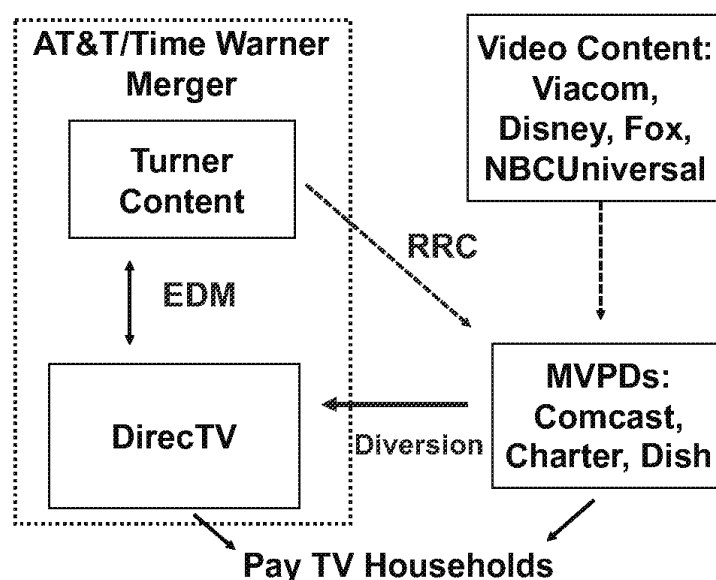 AT&T/Time Warner
Merger
Turner
Content
EDM
DirecTV
RRC
Diversion
Video Content:
Viacom,
Disney, Fox,
NBCUniversal
MVPDs:
Comcast,
Charter, Dish
Pay TV Households